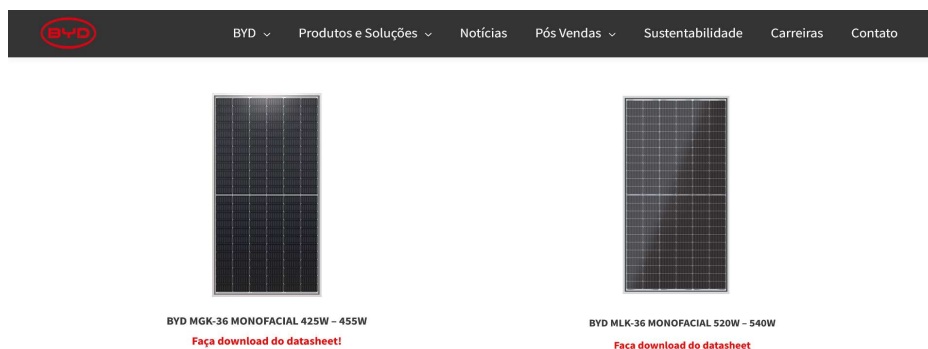 BYD
BYD Produtos e Soluções Notícias Pós Vendas Sustentabilidade Carreiras Contato
BYD MGK-36 MONOFACIAL 425W – 455W
Faça download do datasheet!
BYD MLK-36 MONOFACIAL 520W – 540W
Faça download do datasheet